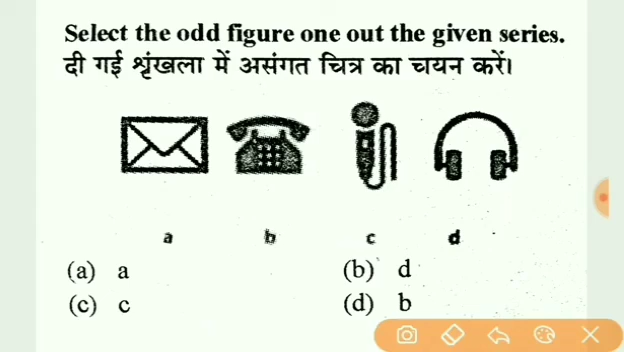 Select the odd figure one out the given series.
दी गई श्रृंखला में असंगत चित्र का चयन करें।
a b c d
(a) a (b) d
(c) c (d) b